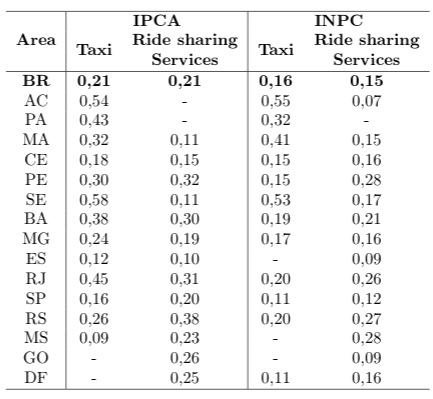 IPCA INPC
Area Taxi Ride sharing Services Taxi Ride sharing Services
BR 0,21 0,21 0,16 0,15
AC 0,54 - 0,55 0,07
PA 0,43 - 0,32 -
MA 0,32 0,11 0,41 0,15
CE 0,18 0,15 0,15 0,16
PE 0,30 0,32 0,15 0,28
SE 0,58 0,11 0,53 0,17
BA 0,38 0,30 0,19 0,21
MG 0,24 0,19 0,17 0,16
ES 0,12 0,10 - 0,09
RJ 0,45 0,31 0,20 0,26
SP 0,16 0,20 0,11 0,12
RS 0,26 0,38 0,20 0,27
MS 0,09 0,23 - 0,28
GO - 0,26 - 0,09
DF - 0,25 0,11 0,16